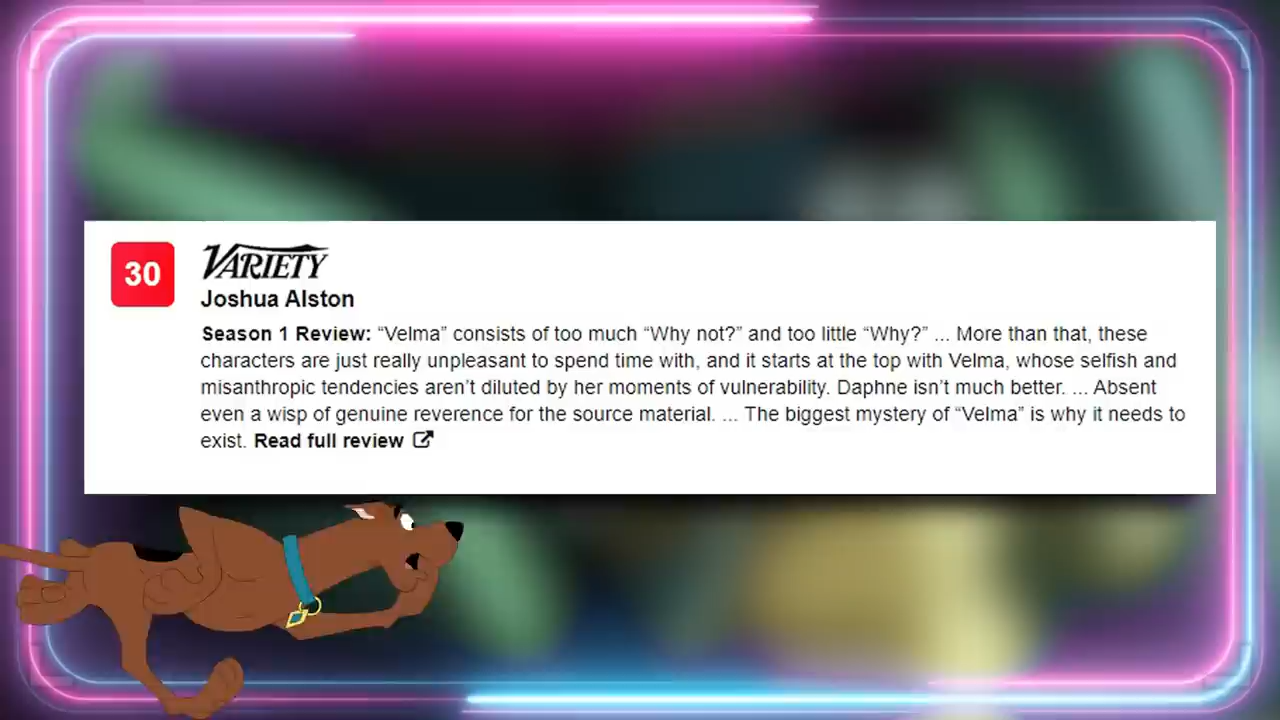 30
VARIETY
Joshua Alston
Season 1 Review: “Velma” consists of too much “Why not?” and too little “Why?” ... More than that, these
characters are just really unpleasant to spend time with, and it starts at the top with Velma, whose selfish and
misanthropic tendencies aren’t diluted by her moments of vulnerability. Daphne isn’t much better. ... Absent
even a wisp of genuine reverence for the source material. ... The biggest mystery of “Velma” is why it needs to
exist. Read full review